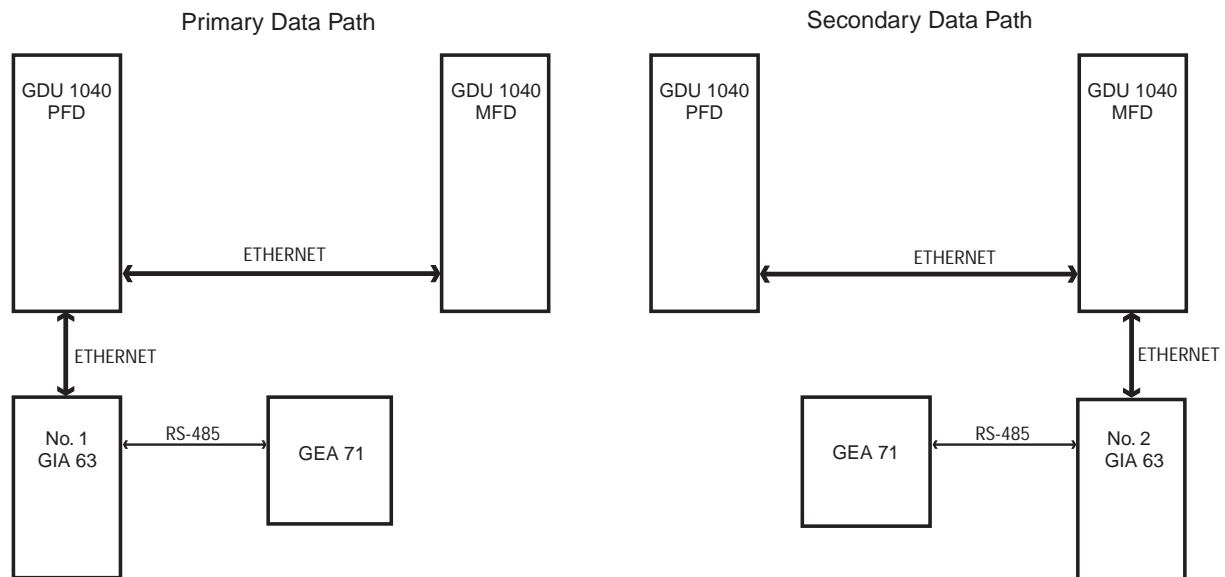 Primary Data Path
GDU 1040
PFD
GDU 1040
MFD
ETHERNET
ETHERNET
No. 1
GIA 63
RS-485
GEA 71
Secondary Data Path
GDU 1040
PFD
GDU 1040
MFD
ETHERNET
ETHERNET
GEA 71
RS-485
No. 2
GIA 63